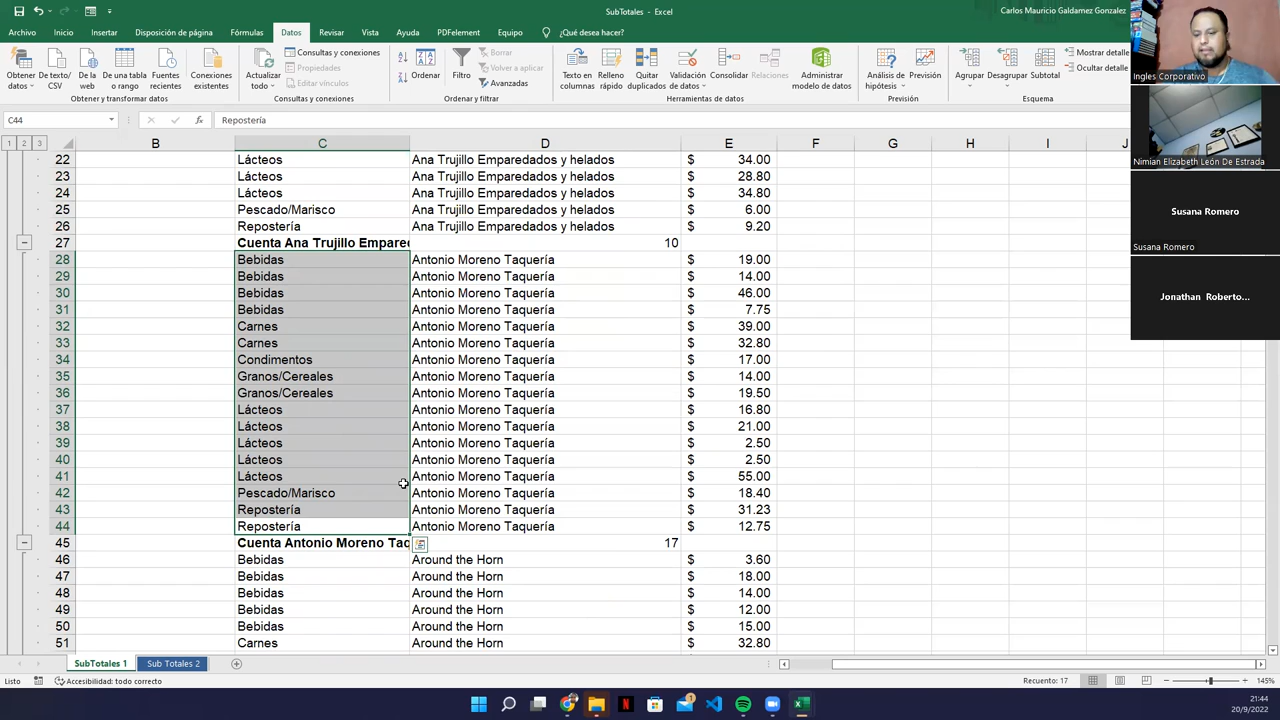 SubTotales - Excel
Carlos Mauricio Galdamez Gonzalez
Archivo Inicio Insertar Disposición de página Fórmulas Datos Revisar Vista Ayuda PDFelement Equipo ¿Qué desea hacer?
Obtener datos
De texto/CSV
De la web
De una tabla o rango
Fuentes recientes
Conexiones existentes
Obtener y transformar datos
Actualizar todo
Consultas y conexiones
Propiedades
Editar vínculos
Consultas y conexiones
Ordenar
Filtro
Borrar
Volver a aplicar
Avanzadas
Ordenar y filtrar
Texto en columnas
Relleno rápido
Quitar duplicados
Validación de datos
Consolidar
Relaciones
Administrar modelo de datos
Herramientas de datos
Análisis de hipótesis
Previsión
Previsión
Agrupar
Desagrupar
Subtotal
Mostrar detalle
Ocultar detalle
Esquema
C44 fx Repostería
1 2 3 B C D E F G H I J
22 Lácteos Ana Trujillo Emparedados y helados $ 34.00
23 Lácteos Ana Trujillo Emparedados y helados $ 28.80
24 Lácteos Ana Trujillo Emparedados y helados $ 34.80
25 Pescado/Marisco Ana Trujillo Emparedados y helados $ 6.00
26 Repostería Ana Trujillo Emparedados y helados $ 9.20
27 Cuenta Ana Trujillo Empared 10
28 Bebidas Antonio Moreno Taquería $ 19.00
29 Bebidas Antonio Moreno Taquería $ 14.00
30 Bebidas Antonio Moreno Taquería $ 46.00
31 Bebidas Antonio Moreno Taquería $ 7.75
32 Carnes Antonio Moreno Taquería $ 39.00
33 Carnes Antonio Moreno Taquería $ 32.80
34 Condimentos Antonio Moreno Taquería $ 17.00
35 Granos/Cereales Antonio Moreno Taquería $ 14.00
36 Granos/Cereales Antonio Moreno Taquería $ 19.50
37 Lácteos Antonio Moreno Taquería $ 16.80
38 Lácteos Antonio Moreno Taquería $ 21.00
39 Lácteos Antonio Moreno Taquería $ 2.50
40 Lácteos Antonio Moreno Taquería $ 2.50
41 Lácteos Antonio Moreno Taquería $ 55.00
42 Pescado/Marisco Antonio Moreno Taquería $ 18.40
43 Repostería Antonio Moreno Taquería $ 31.23
44 Repostería Antonio Moreno Taquería $ 12.75
45 Cuenta Antonio Moreno Taq 17
46 Bebidas Around the Horn $ 3.60
47 Bebidas Around the Horn $ 18.00
48 Bebidas Around the Horn $ 14.00
49 Bebidas Around the Horn $ 12.00
50 Bebidas Around the Horn $ 15.00
51 Carnes Around the Horn $ 32.80
Ingles Corporativo
Nimian Elizabeth León De Estrada
Susana Romero
Susana Romero
Jonathan Roberto...
SubTotales 1 Sub Totales 2
Listo Accesibilidad: todo correcto Recuento: 17 145%
21:44
20/9/2022